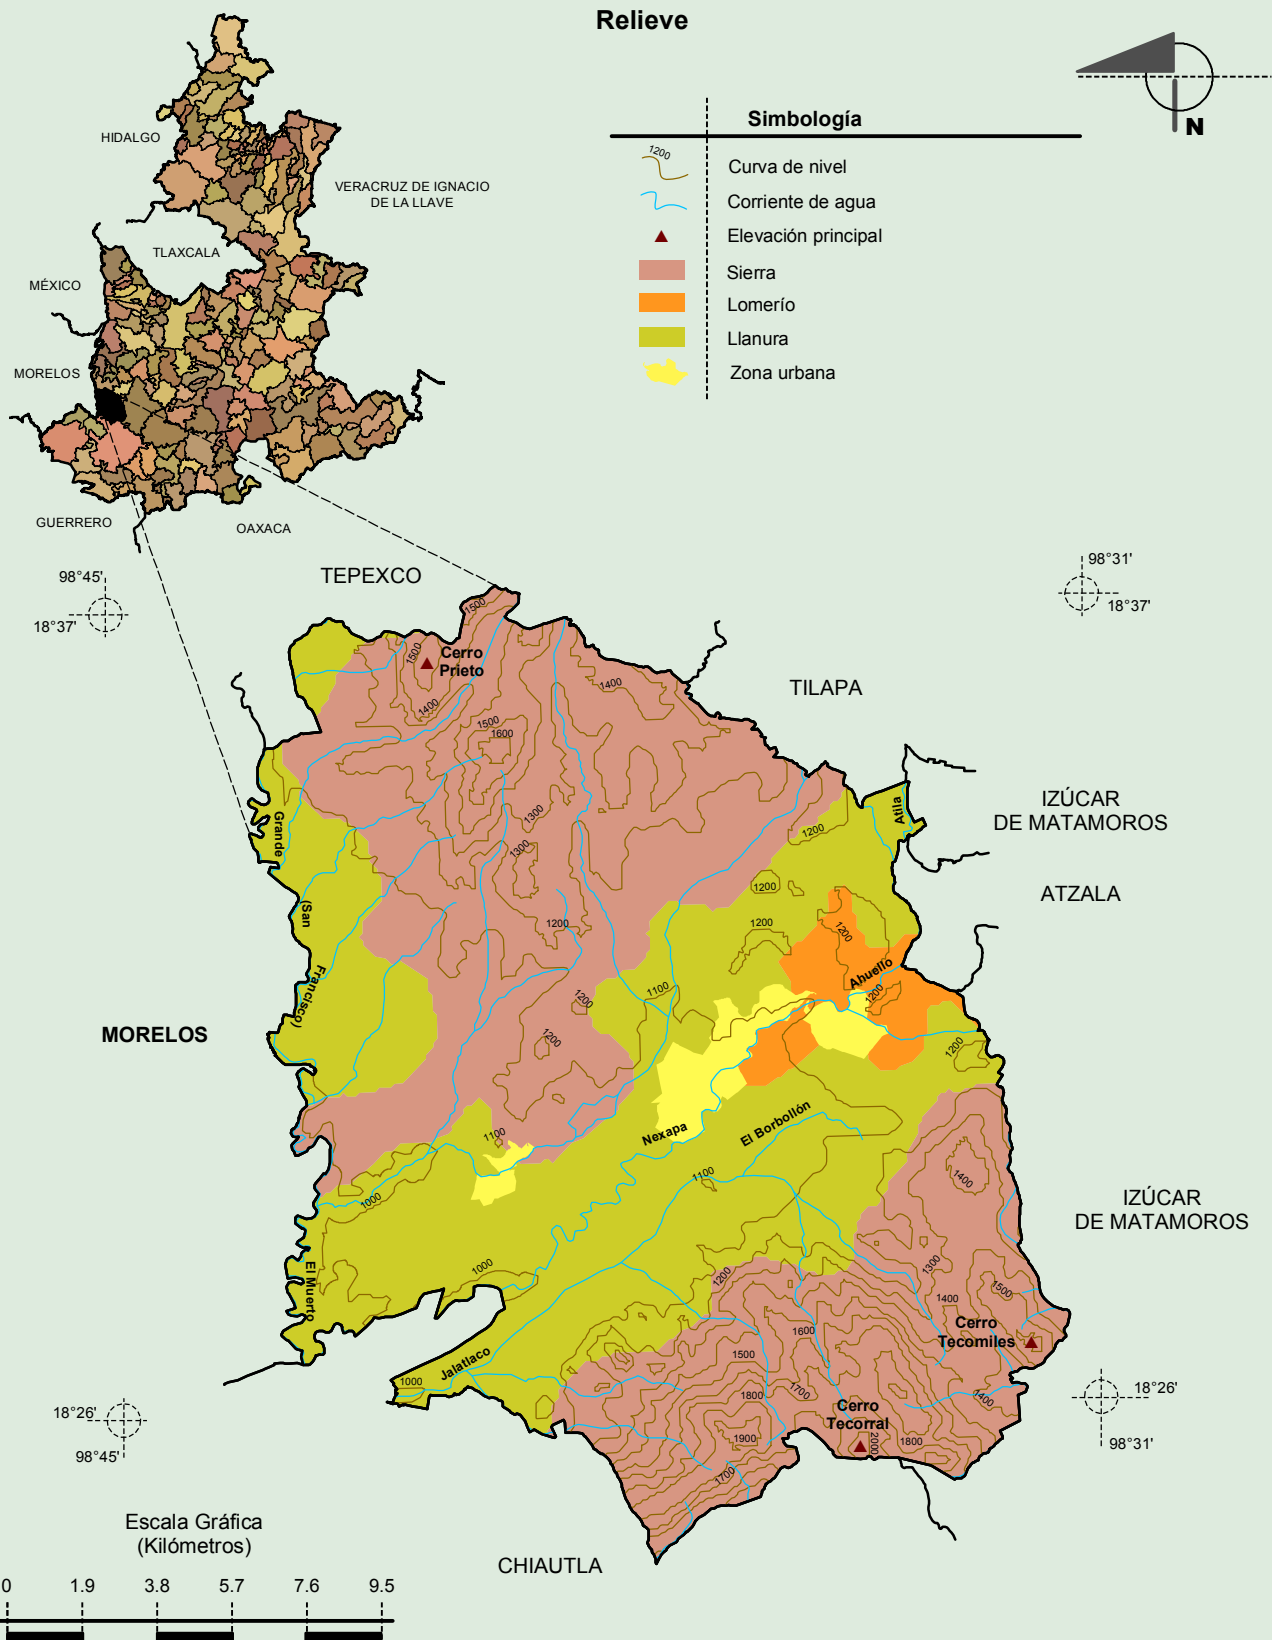 Relieve
N
Simbología
1200
Curva de nivel
Corriente de agua
Elevación principal
Sierra
Lomerío
Llanura
Zona urbana
HIDALGO
VERACRUZ DE IGNACIO
DE LA LLAVE
TLAXCALA
MÉXICO
MORELOS
GUERRERO
OAXACA
98°45'
18°37'
98°31'
18°37'
TEPEXCO
TILAPA
IZÚCAR
DE MATAMOROS
ATZALA
MORELOS
IZÚCAR
DE MATAMOROS
CHIAUTLA
1500
1500
Cerro
Prieto
1400
1400
1500
1600
1300
1300
1200
1200
1200
Grande
(San
Francisco)
Atila
1200
1200
1200
1200
Ahuello
1200
1100
1200
Nexapa
El Borbollón
1100
1100
1000
1000
El Muerto
Jalatlaco
1000
1200
1400
1300
1500
1400
Cerro
Tecomiles
1400
1600
1500
1700
1800
1900
1700
Cerro
Tecorral
2000
1800
18°26'
98°45'
18°26'
98°31'
Escala Gráfica
(Kilómetros)
0 1.9 3.8 5.7 7.6 9.5